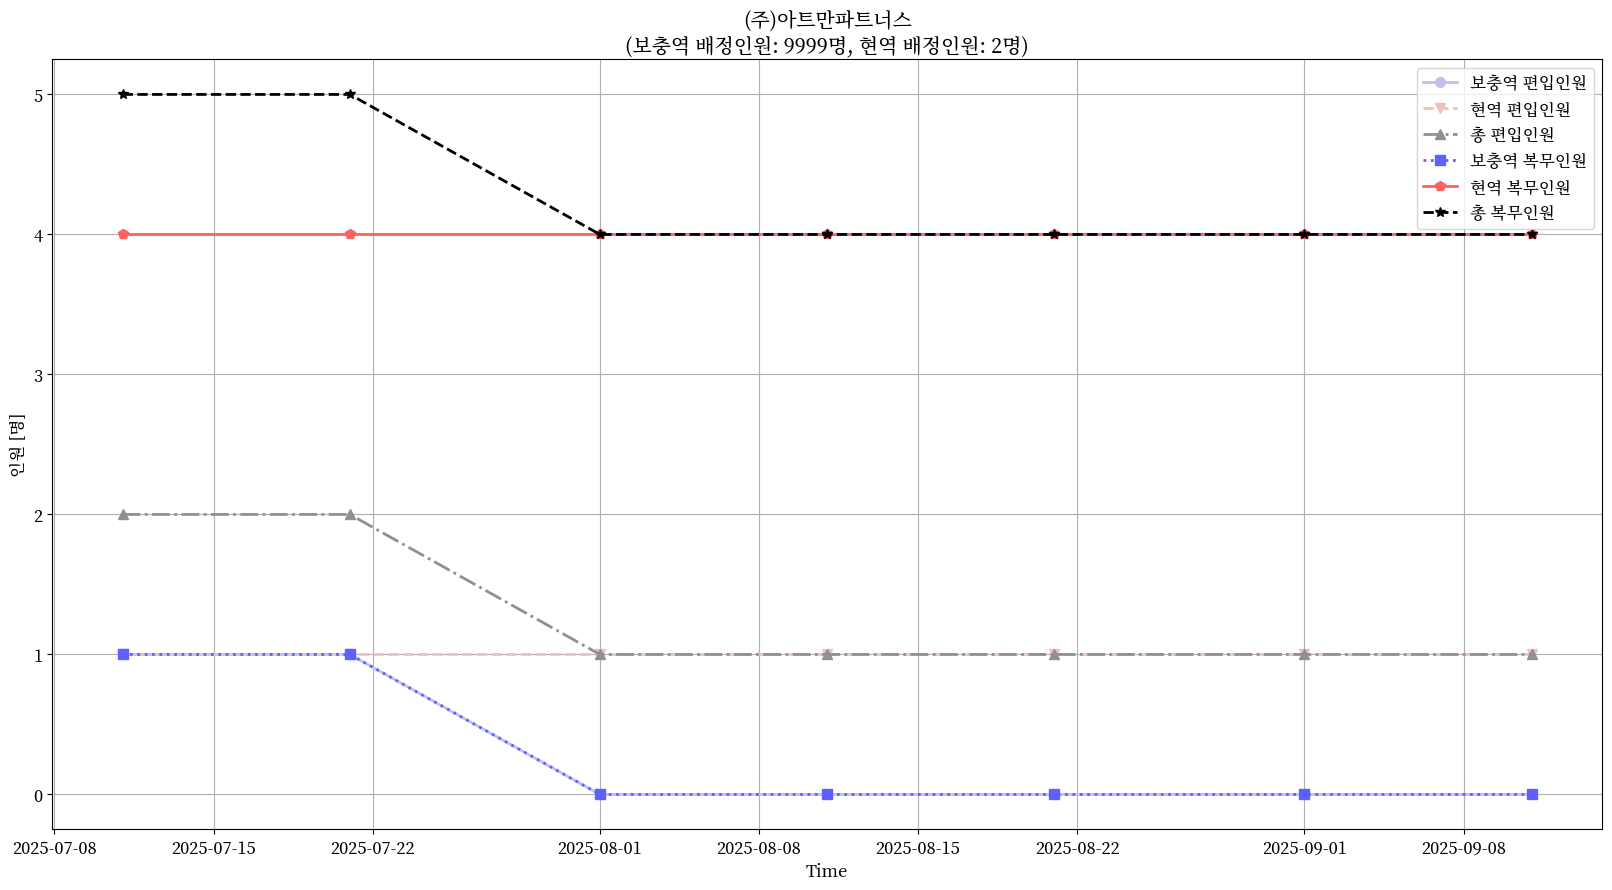 (주)아트만파트너스
(보충역 배정인원: 9999명, 현역 배정인원: 2명)
보충역 편입인원
현역 편입인원
총 편입인원
보충역 복무인원
현역 복무인원
총 복무인원
인원 [명]
5
4
3
2
1
0
2025-07-08
2025-07-15
2025-07-22
2025-08-01
2025-08-08
2025-08-15
2025-08-22
2025-09-01
2025-09-08
Time